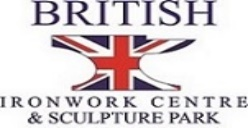 BRITISH
IRONWORK CENTRE
& SCULPTURE PARK